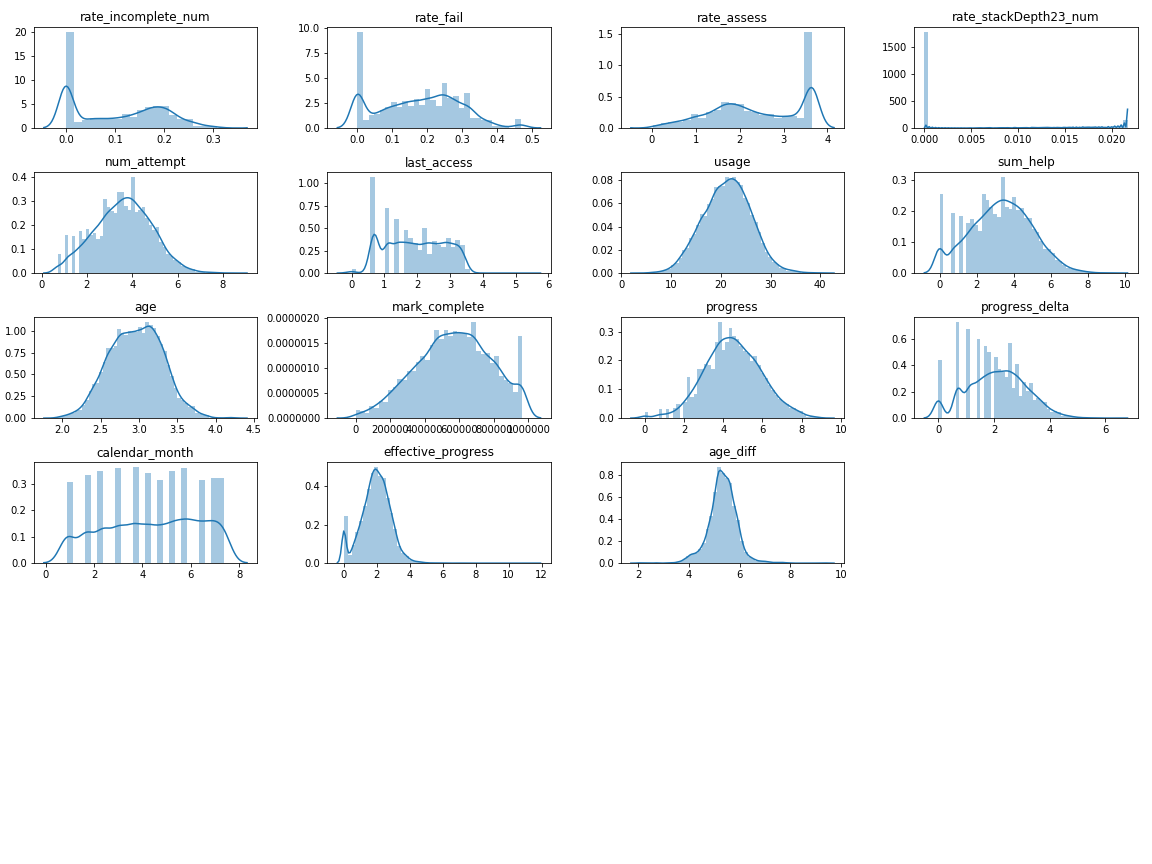 rate_incomplete_num
20
15
10
5
0
0.0 0.1 0.2 0.3
rate_fail
10.0
7.5
5.0
2.5
0.0
0.0 0.1 0.2 0.3 0.4 0.5
rate_assess
1.5
1.0
0.5
0.0
0 1 2 3 4
rate_stackDepth23_num
1500
1000
500
0
0.000 0.005 0.010 0.015 0.020
num_attempt
0.4
0.3
0.2
0.1
0.0
0 2 4 6 8
last_access
1.00
0.75
0.50
0.25
0.00
0 1 2 3 4 5 6
usage
0.08
0.06
0.04
0.02
0.00
0 10 20 30 40
sum_help
0.3
0.2
0.1
0.0
0 2 4 6 8 10
age
1.00
0.75
0.50
0.25
0.00
2.0 2.5 3.0 3.5 4.0 4.5
mark_complete
0.0000020
0.0000015
0.0000010
0.0000005
0.0000000
0 200000 400000 600000 800000 1000000
progress
0.3
0.2
0.1
0.0
0 2 4 6 8 10
progress_delta
0.6
0.4
0.2
0.0
0 2 4 6
calendar_month
0.3
0.2
0.1
0.0
0 2 4 6 8
effective_progress
0.4
0.2
0.0
0 2 4 6 8 10 12
age_diff
0.8
0.6
0.4
0.2
0.0
2 4 6 8 10